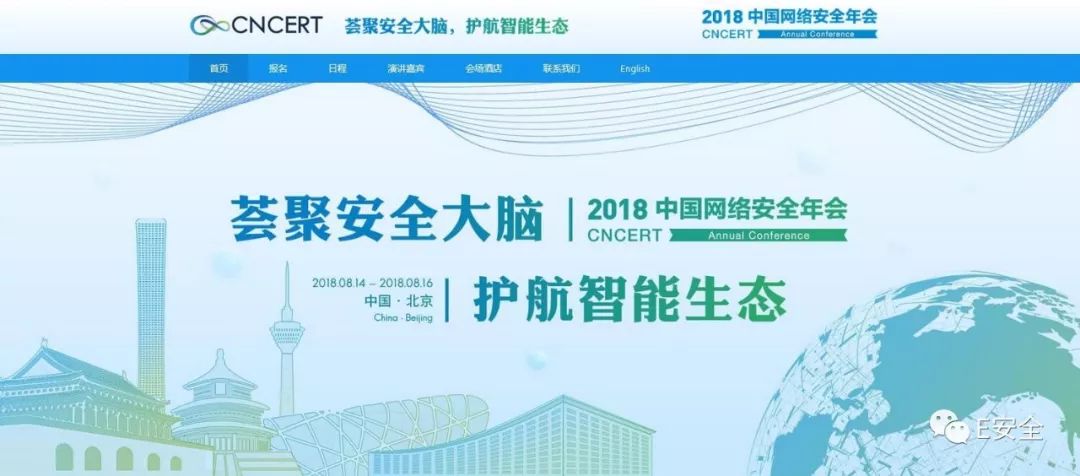 CNCERT 荟聚安全大脑，护航智能生态
2018 中国网络安全年会
CNCERT Annual Conference
首页 报名 日程 演讲嘉宾 会场酒店 联系我们 English
荟聚安全大脑
2018 中国网络安全年会
CNCERT Annual Conference
2018.08.14 – 2018.08.16
中国 · 北京
China · Beijing
护航智能生态
E安全